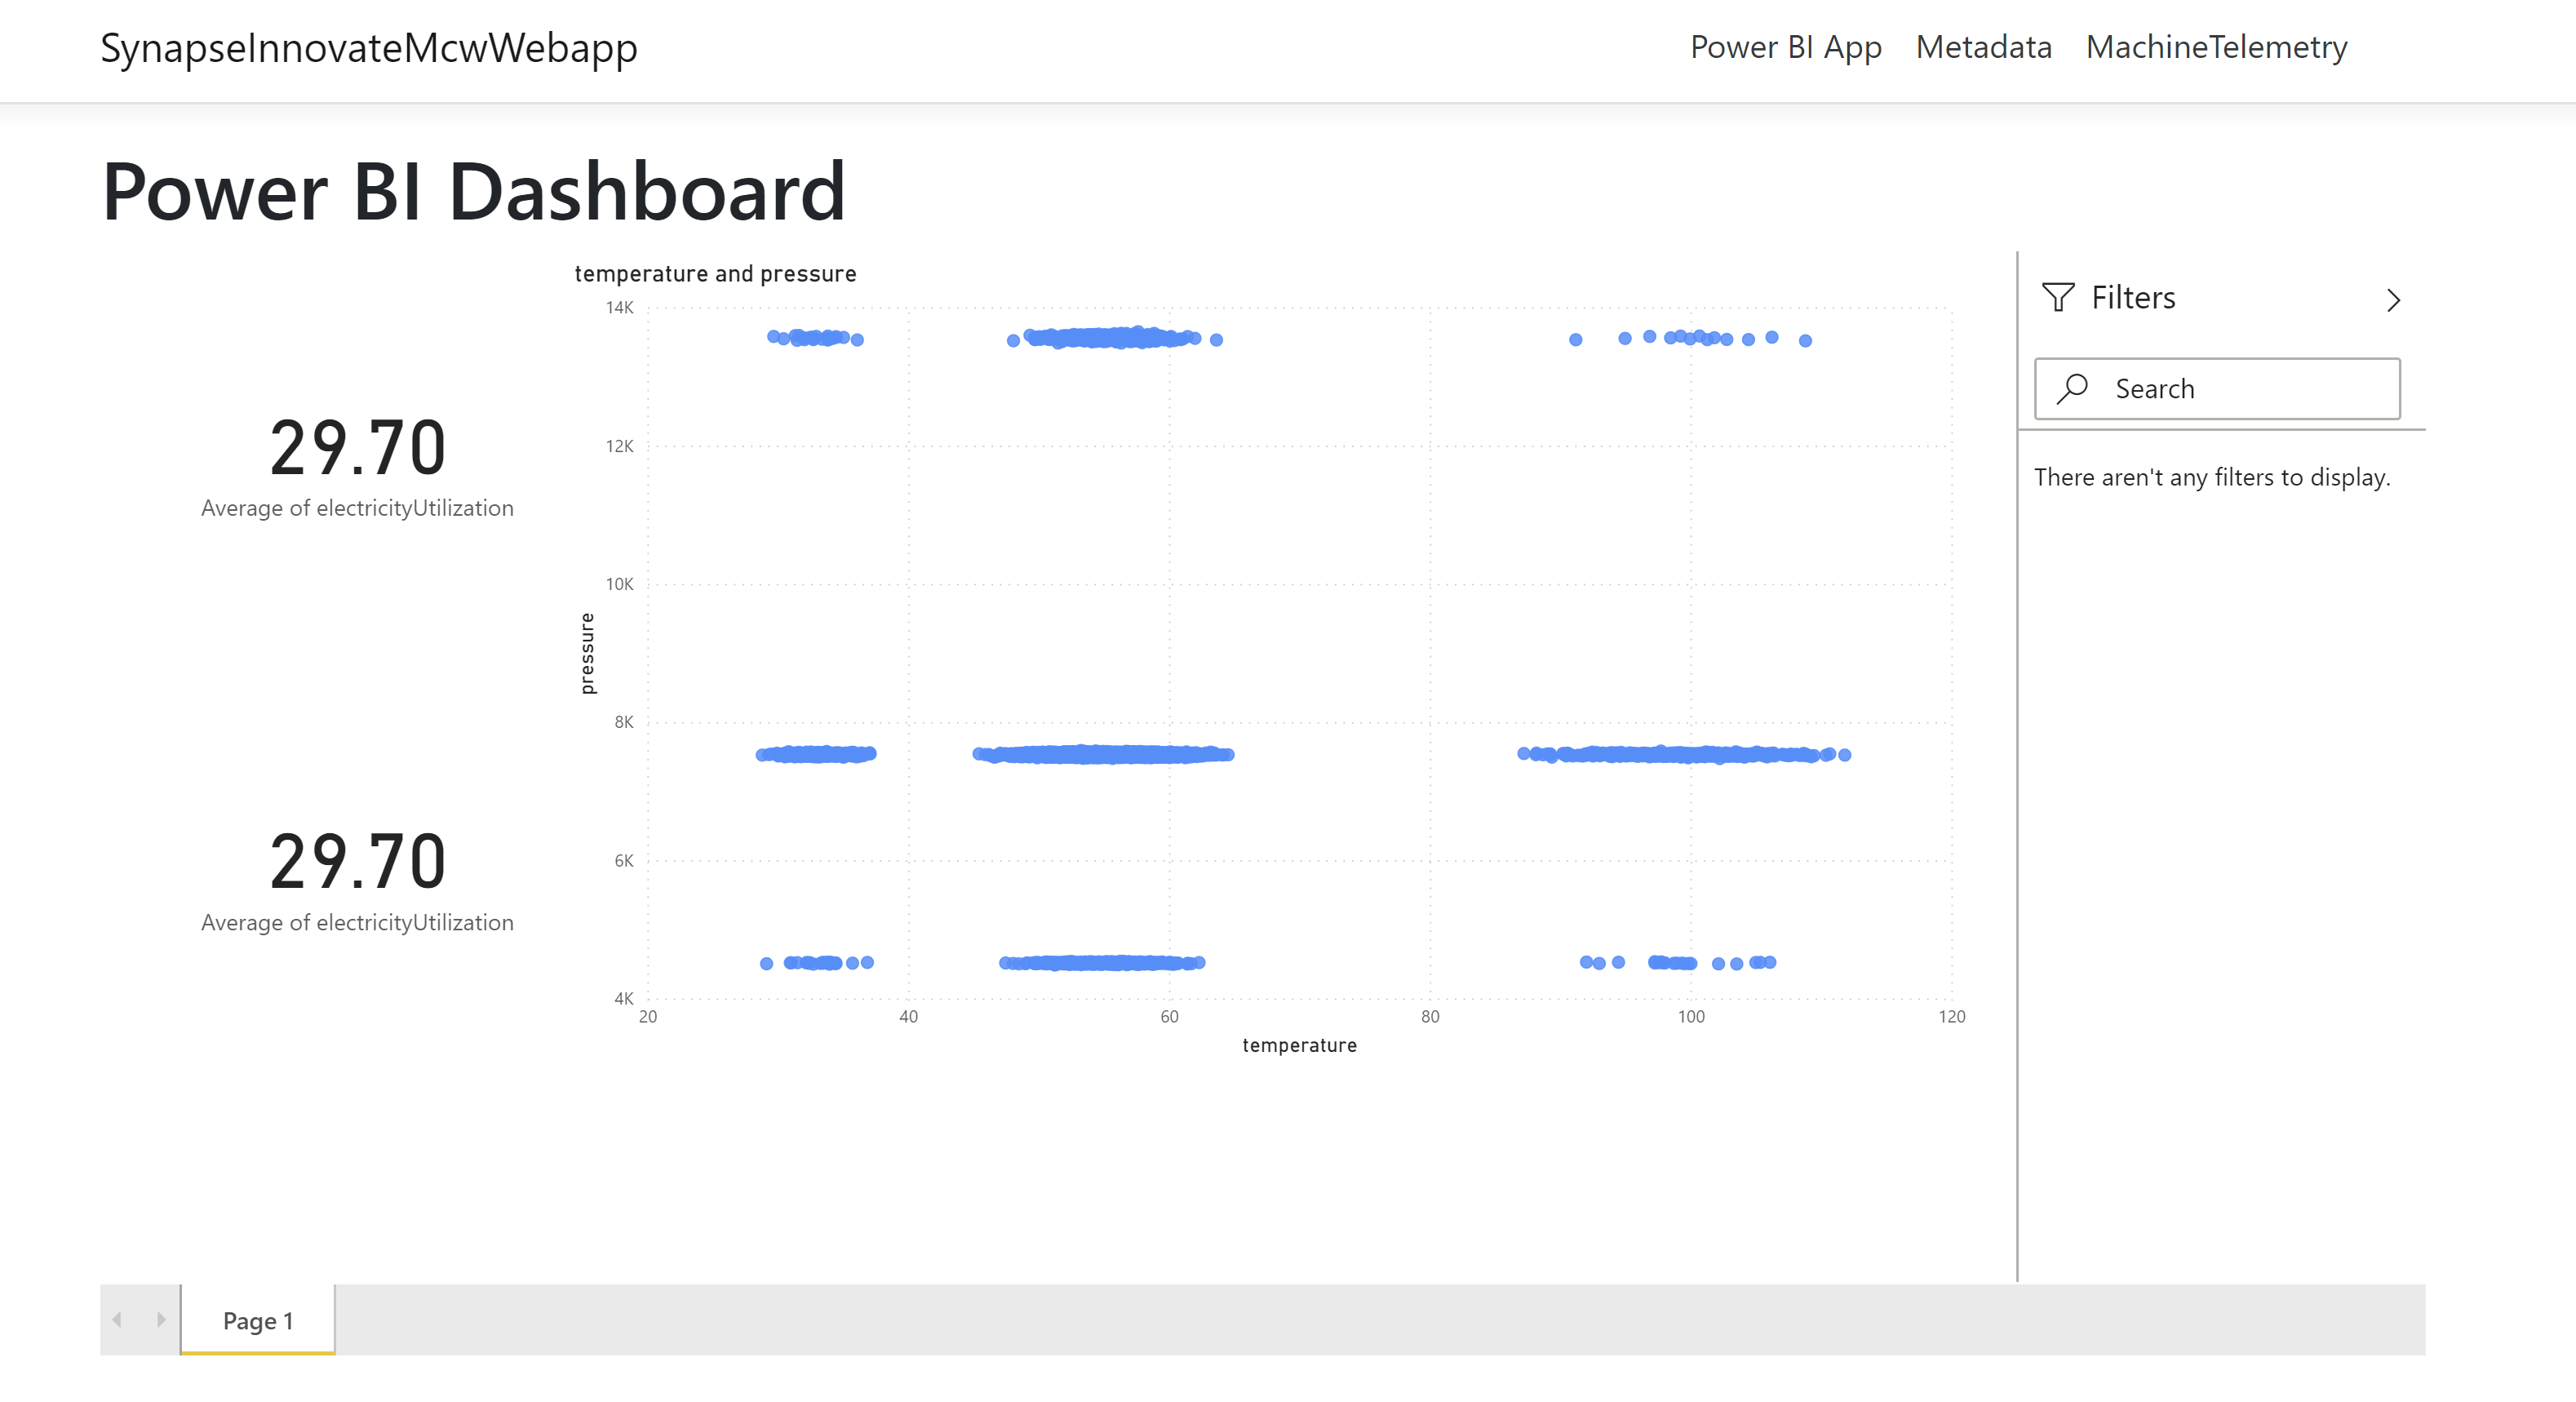 SynapseInnovateMcwWebapp
Power BI App Metadata MachineTelemetry
Power BI Dashboard
29.70
Average of electricityUtilization
29.70
Average of electricityUtilization
temperature and pressure
14K
12K
10K
8K
6K
4K
pressure
20 40 60 80 100 120
temperature
Filters
Search
There aren't any filters to display.
Page 1